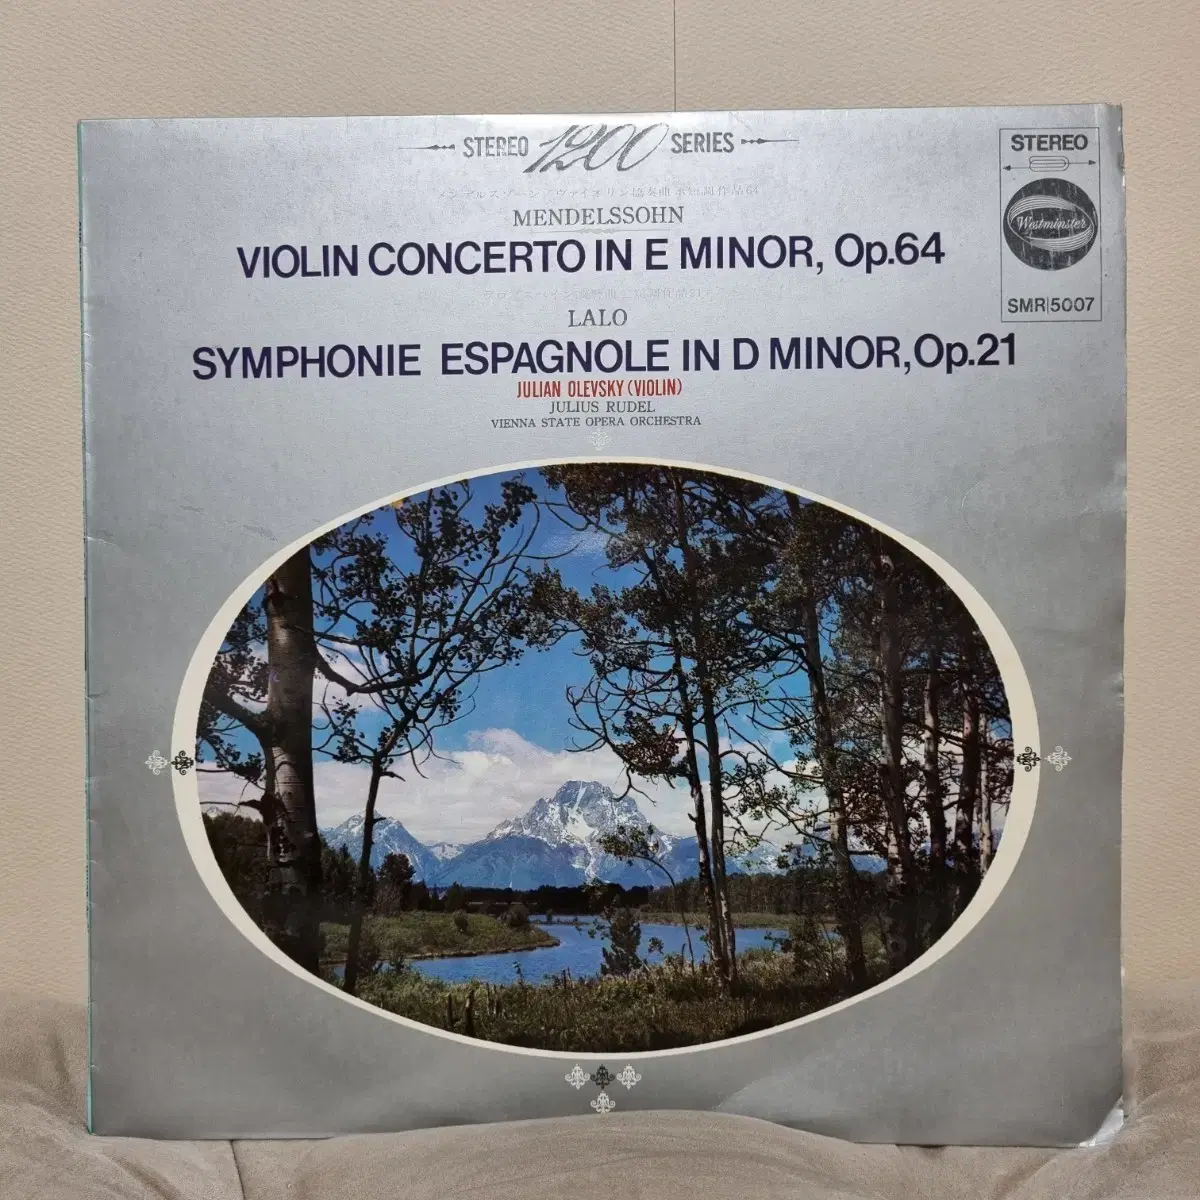 STEREO 1200 SERIES
STEREO
Westminster
SMR|5007
メンデルスゾーン ヴァイオリン協奏曲 ホ短調 作品64
MENDELSSOHN
VIOLIN CONCERTO IN E MINOR, Op.64
LALO
SYMPHONIE ESPAGNOLE IN D MINOR, Op.21
JULIAN OLEVSKY (VIOLIN)
JULIUS RUDEL
VIENNA STATE OPERA ORCHESTRA